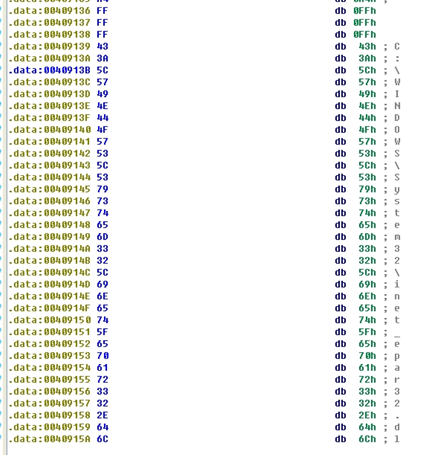 .data:00409136 FF db 0FFh
.data:00409137 FF db 0FFh
.data:00409138 FF db 0FFh
.data:00409139 43 db 43h ; C
.data:0040913A 3A db 3Ah ; :
.data:0040913B 5C db 5Ch ; \
.data:0040913C 57 db 57h ; W
.data:0040913D 49 db 49h ; I
.data:0040913E 4E db 4Eh ; N
.data:0040913F 44 db 44h ; D
.data:00409140 4F db 4Fh ; O
.data:00409141 57 db 57h ; W
.data:00409142 53 db 53h ; S
.data:00409143 5C db 5Ch ; \
.data:00409144 53 db 53h ; S
.data:00409145 79 db 79h ; y
.data:00409146 73 db 73h ; s
.data:00409147 74 db 74h ; t
.data:00409148 65 db 65h ; e
.data:00409149 6D db 6Dh ; m
.data:0040914A 33 db 33h ; 3
.data:0040914B 32 db 32h ; 2
.data:0040914C 5C db 5Ch ; \
.data:0040914D 69 db 69h ; i
.data:0040914E 6E db 6Eh ; n
.data:0040914F 65 db 65h ; e
.data:00409150 74 db 74h ; t
.data:00409151 5F db 5Fh ; _
.data:00409152 65 db 65h ; e
.data:00409153 70 db 70h ; p
.data:00409154 61 db 61h ; a
.data:00409155 72 db 72h ; r
.data:00409156 33 db 33h ; 3
.data:00409157 32 db 32h ; 2
.data:00409158 2E db 2Eh ; .
.data:00409159 64 db 64h ; d
.data:0040915A 6C db 6Ch ; l